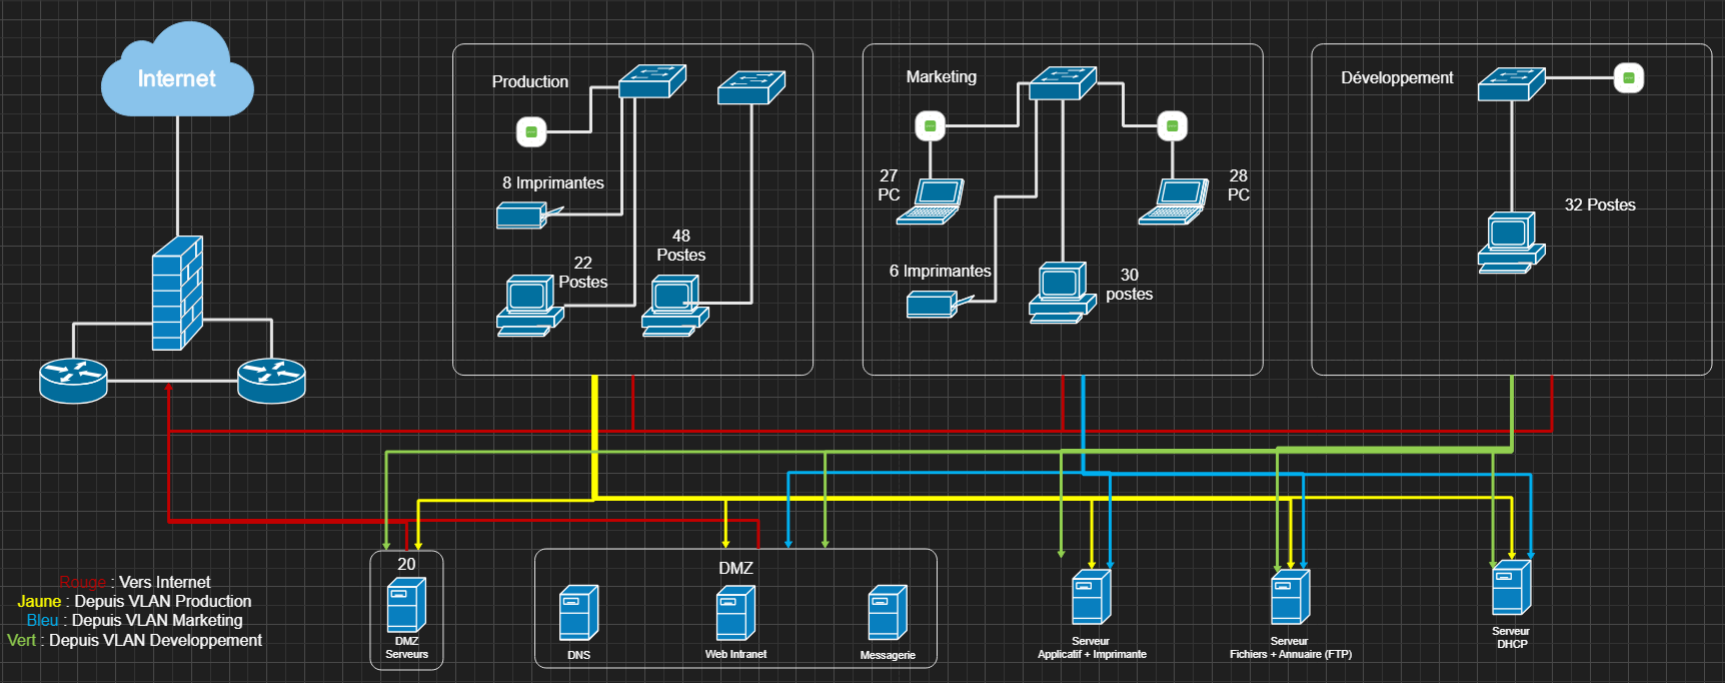 Internet
Production
8 Imprimantes
22
Postes
48
Postes
Marketing
27
PC
28
PC
6 Imprimantes
30
postes
Développement
32 Postes
Rouge : Vers Internet
Jaune : Depuis VLAN Production
Bleu : Depuis VLAN Marketing
Vert : Depuis VLAN Developpement
20
DMZ
Serveurs
DMZ
DNS
Web Intranet
Messagerie
Serveur
Applicatif + Imprimante
Serveur
Fichiers + Annuaire (FTP)
Serveur
DHCP